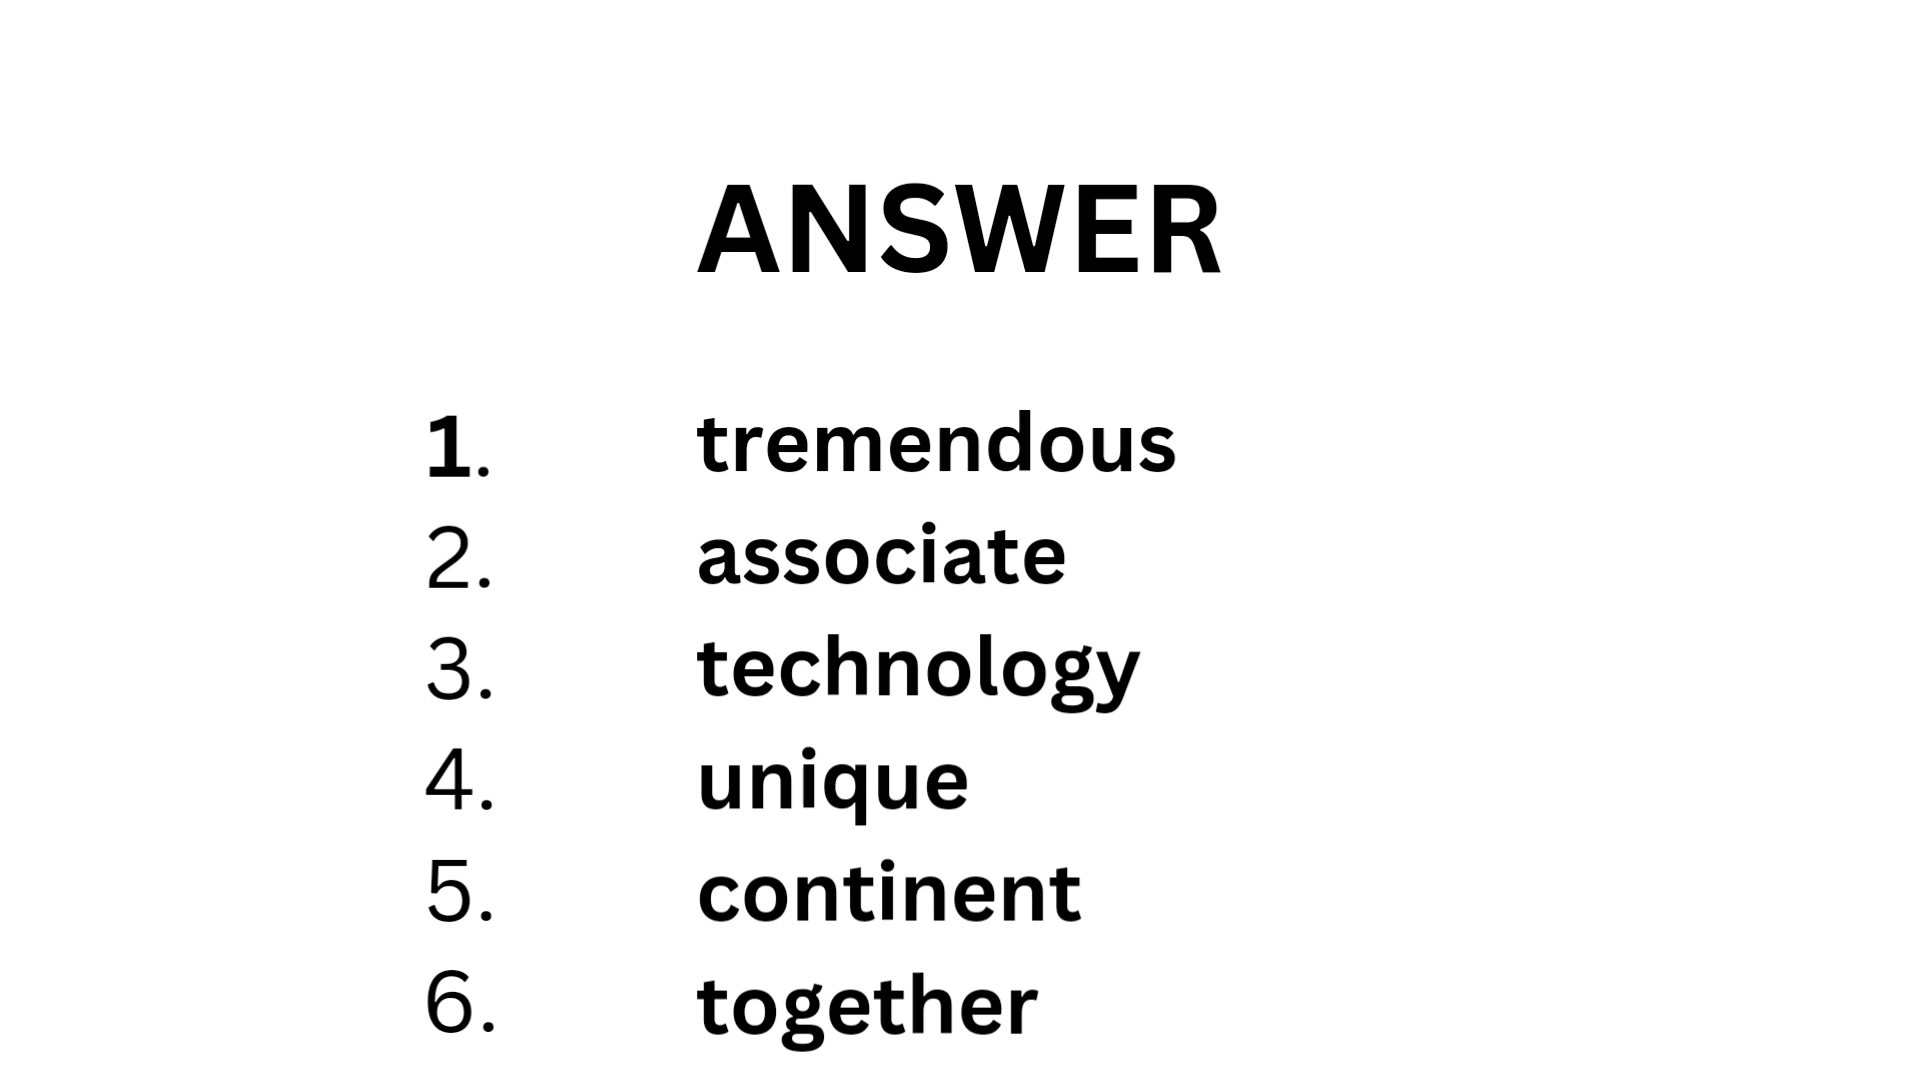 ANSWER
1. tremendous
2. associate
3. technology
4. unique
5. continent
6. together